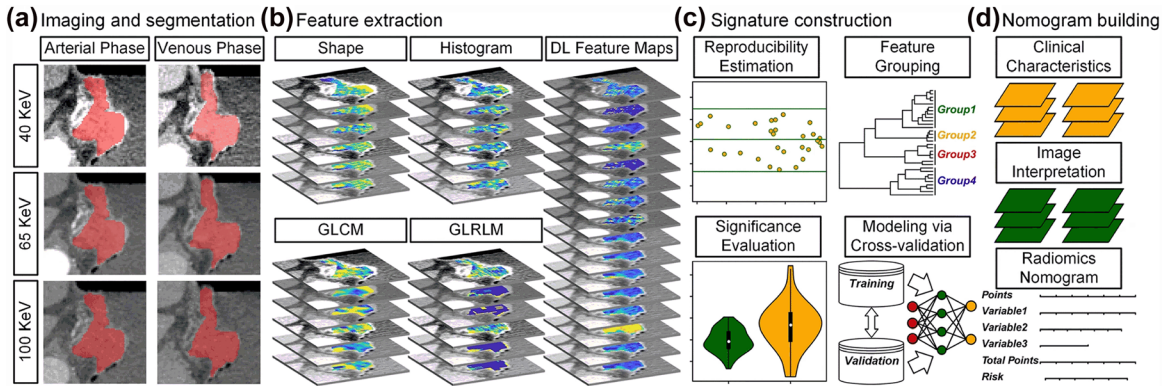 (a) Imaging and segmentation
Arterial Phase
Venous Phase
40 KeV
65 KeV
100 KeV
(b) Feature extraction
Shape
Histogram
DL Feature Maps
GLCM
GLRLM
(c) Signature construction
Reproducibility
Estimation
Feature
Grouping
Group1
Group2
Group3
Group4
Significance
Evaluation
Modeling via
Cross-validation
Training
Validation
(d) Nomogram building
Clinical
Characteristics
Image
Interpretation
Radiomics
Nomogram
Points
Variable1
Variable2
Variable3
Total Points
Risk